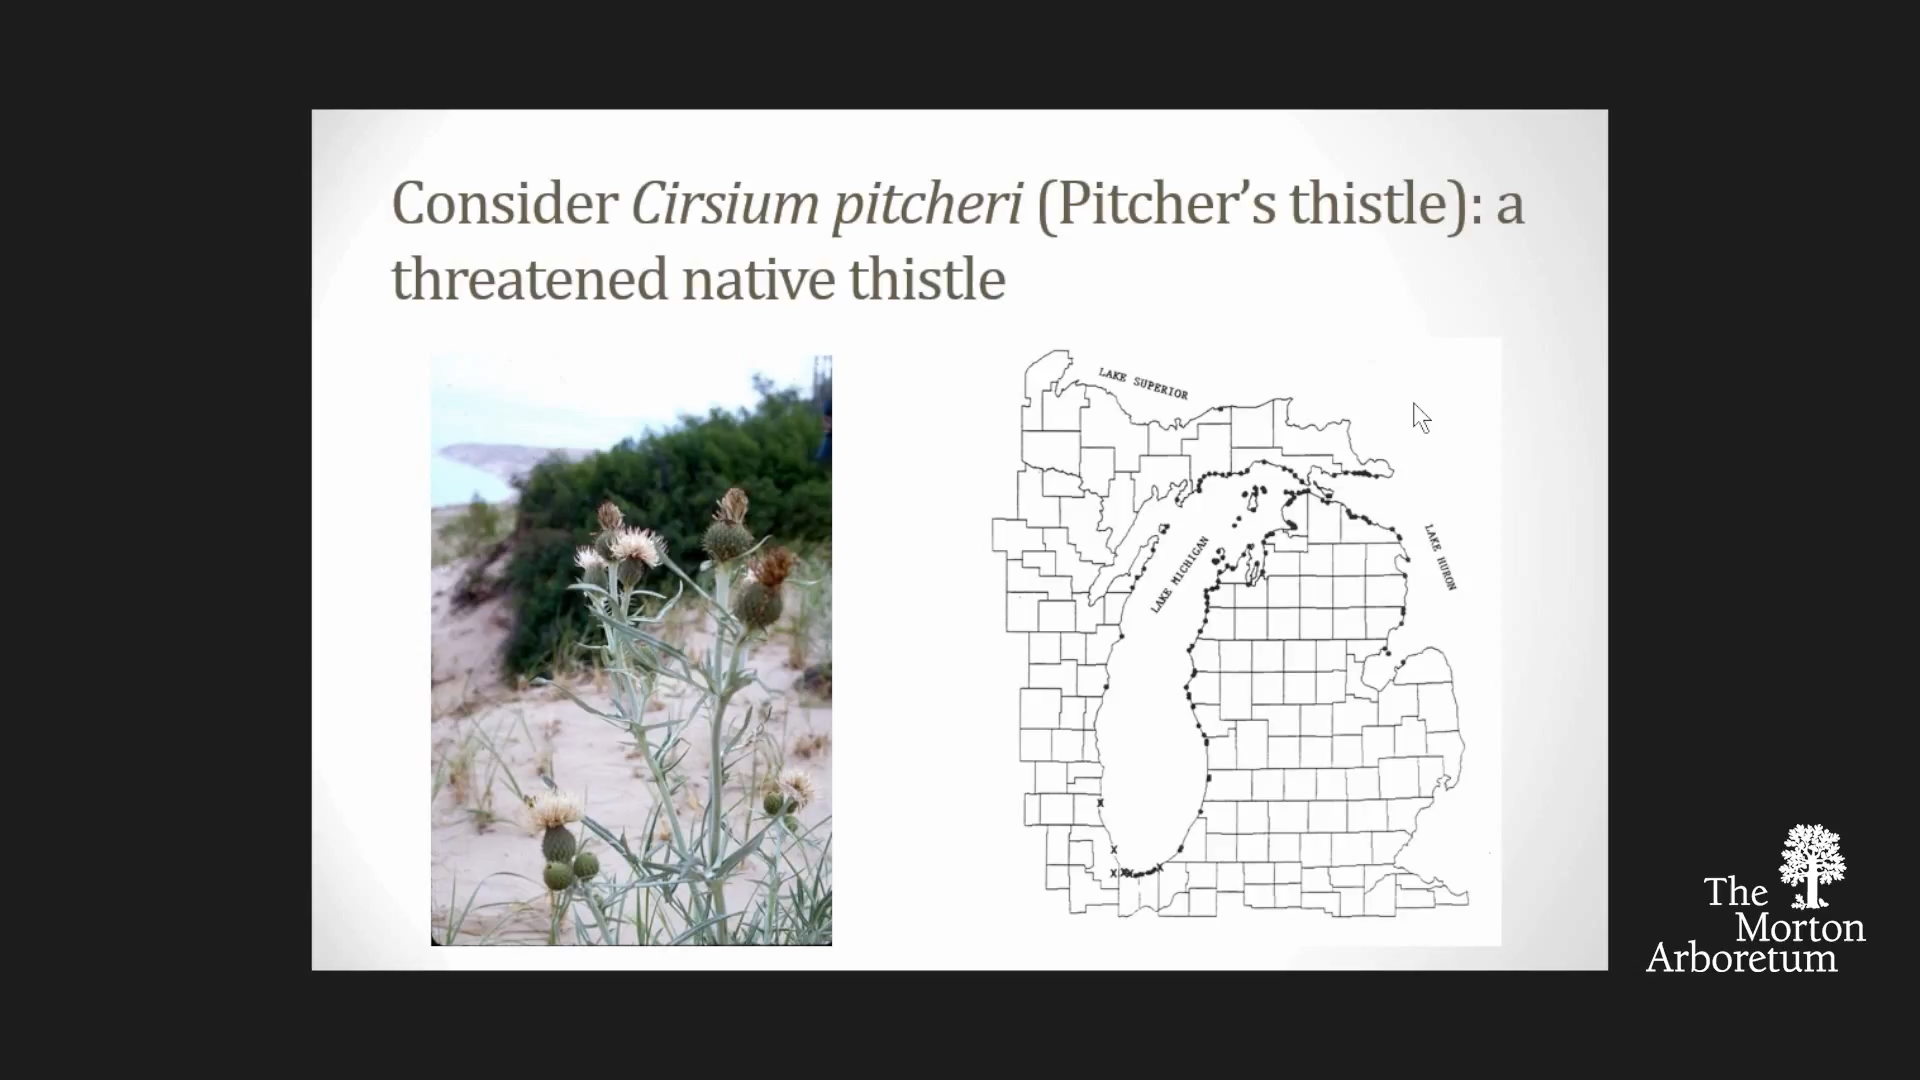 Consider Cirsium pitcheri (Pitcher’s thistle): a
threatened native thistle
LAKE SUPERIOR
LAKE MICHIGAN
LAKE HURON
The
Morton
Arboretum